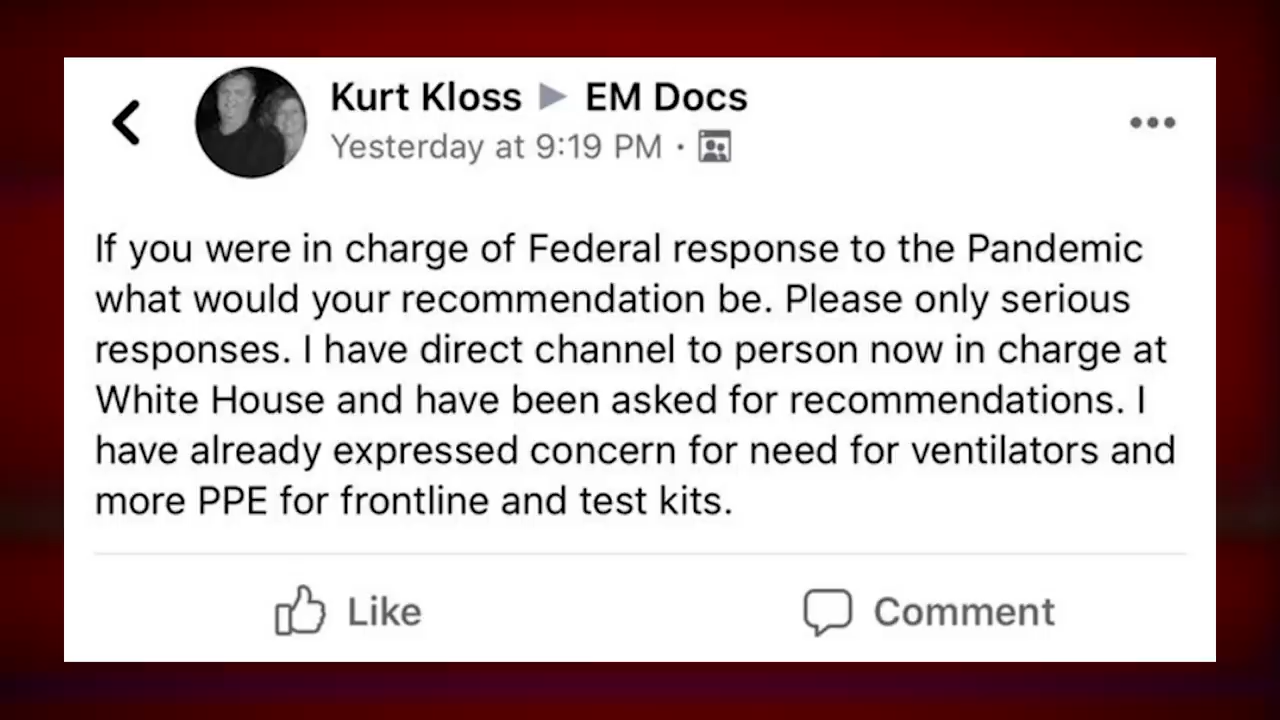 Kurt Kloss ▶ EM Docs
Yesterday at 9:19 PM ·
If you were in charge of Federal response to the Pandemic
what would your recommendation be. Please only serious
responses. I have direct channel to person now in charge at
White House and have been asked for recommendations. I
have already expressed concern for need for ventilators and
more PPE for frontline and test kits.
Like
Comment